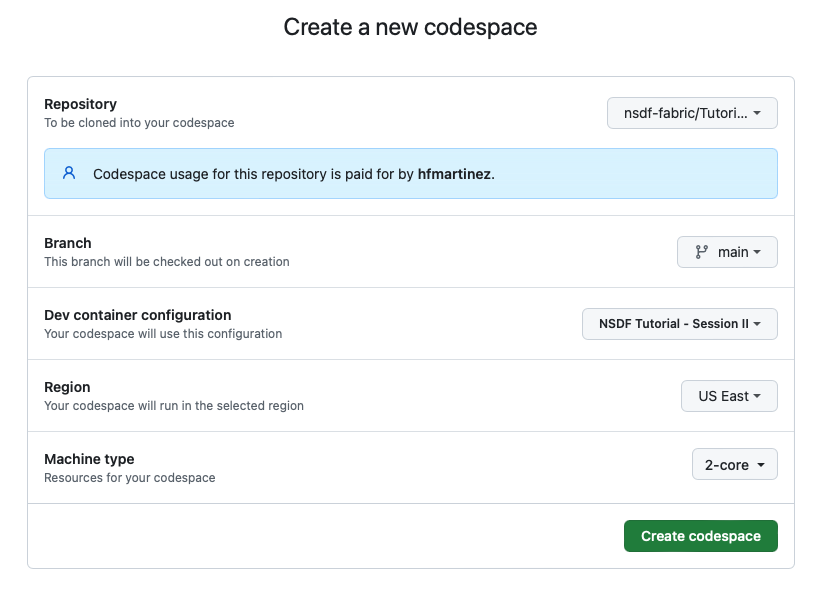 Create a new codespace
Repository
To be cloned into your codespace
nsdf-fabric/Tutori...
Codespace usage for this repository is paid for by hfmartinez.
Branch
This branch will be checked out on creation
main
Dev container configuration
Your codespace will use this configuration
NSDF Tutorial - Session II
Region
Your codespace will run in the selected region
US East
Machine type
Resources for your codespace
2-core
Create codespace